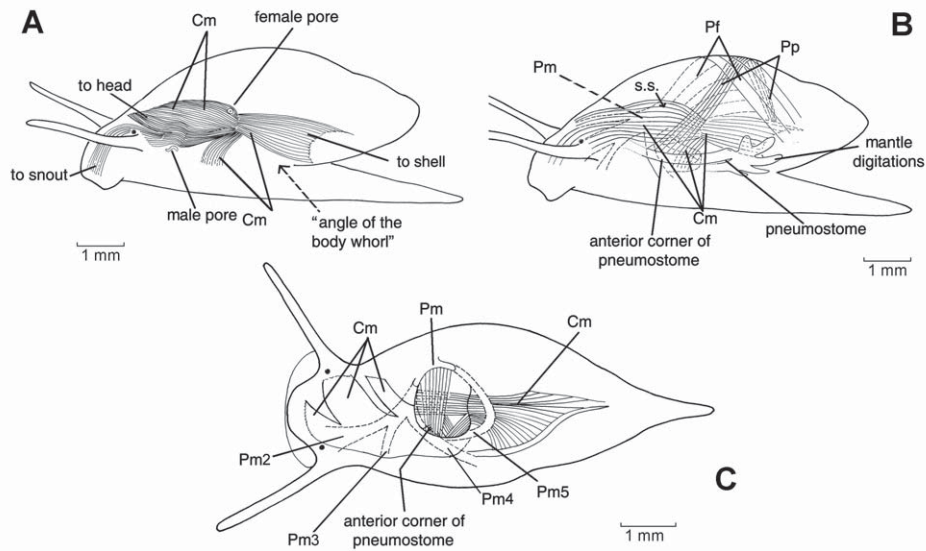 A
Cm
female pore
to head
to snout
male pore
Cm
to shell
"angle of the
body whorl"
1 mm
B
Pf
Pp
Pm
s.s.
mantle
digitations
Cm
pneumostome
anterior corner of
pneumostome
1 mm
C
Cm
Pm
Cm
Pm2
Pm3
anterior corner of
pneumostome
Pm4
Pm5
1 mm